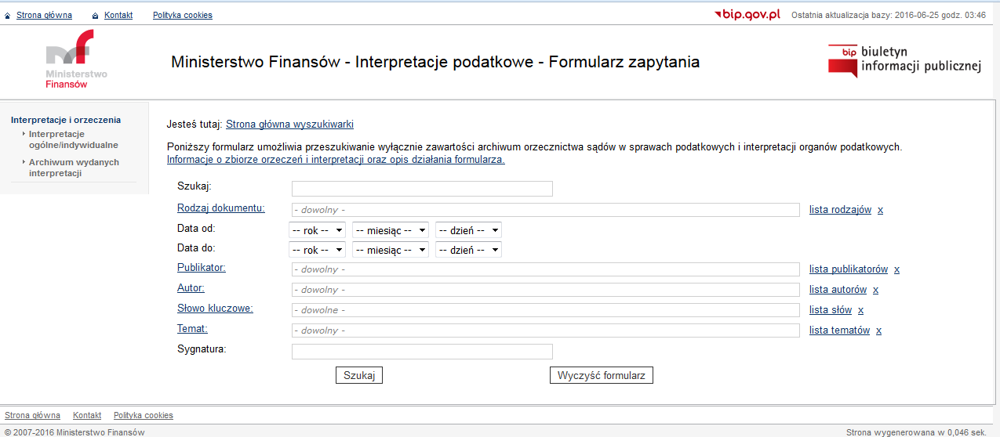 Strona główna Kontakt Polityka cookies bip.gov.pl Ostatnia aktualizacja bazy: 2016-06-25 godz. 03:46
Ministerstwo
Finansów
Ministerstwo Finansów - Interpretacje podatkowe - Formularz zapytania
bip biuletyn
informacji publicznej
Interpretacje i orzeczenia
Interpretacje
ogólne/indywidualne
Archiwum wydanych
interpretacji
Jesteś tutaj: Strona główna wyszukiwarki
Poniższy formularz umożliwia przeszukiwanie wyłącznie zawartości archiwum orzecznictwa sądów w sprawach podatkowych i interpretacji organów podatkowych.
Informacje o zbiorze orzeczeń i interpretacji oraz opis działania formularza.
Szukaj:
Rodzaj dokumentu: - dowolny - lista rodzajów x
Data od: -- rok -- -- miesiąc -- -- dzień --
Data do: -- rok -- -- miesiąc -- -- dzień --
Publikator: - dowolny - lista publikatorów x
Autor: - dowolny - lista autorów x
Słowo kluczowe: - dowolne - lista słów x
Temat: - dowolny - lista tematów x
Sygnatura:
Szukaj Wyczyść formularz
Strona główna Kontakt Polityka cookies
© 2007-2016 Ministerstwo Finansów Strona wygenerowana w 0,046 sek.